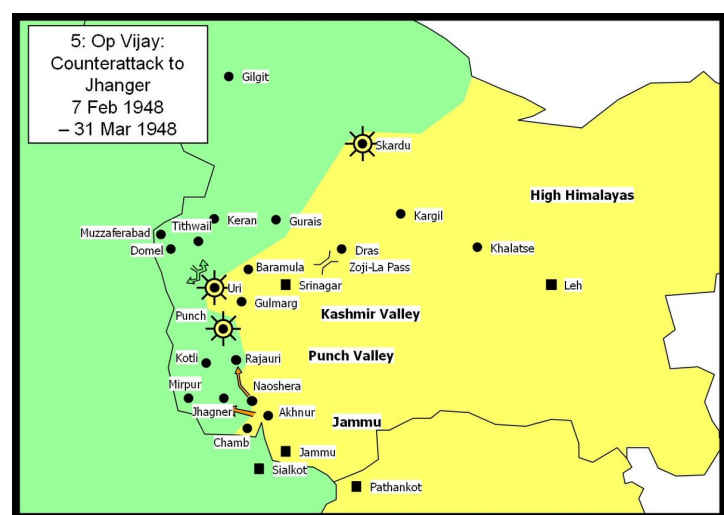 5: Op Vijay:
Counterattack to
Jhanger
7 Feb 1948
– 31 Mar 1948
Gilgit
Skardu
High Himalayas
Tithwail
Keran
Gurais
Kargil
Muzzaferabad
Domel
Dras
Khalatse
Baramula
Zoji-La Pass
Uri
Srinagar
Leh
Gulmarg
Punch
Kashmir Valley
Kotli
Rajauri
Punch Valley
Mirpur
Naoshera
Jhagner
Akhnur
Jammu
Chamb
Jammu
Sialkot
Pathankot